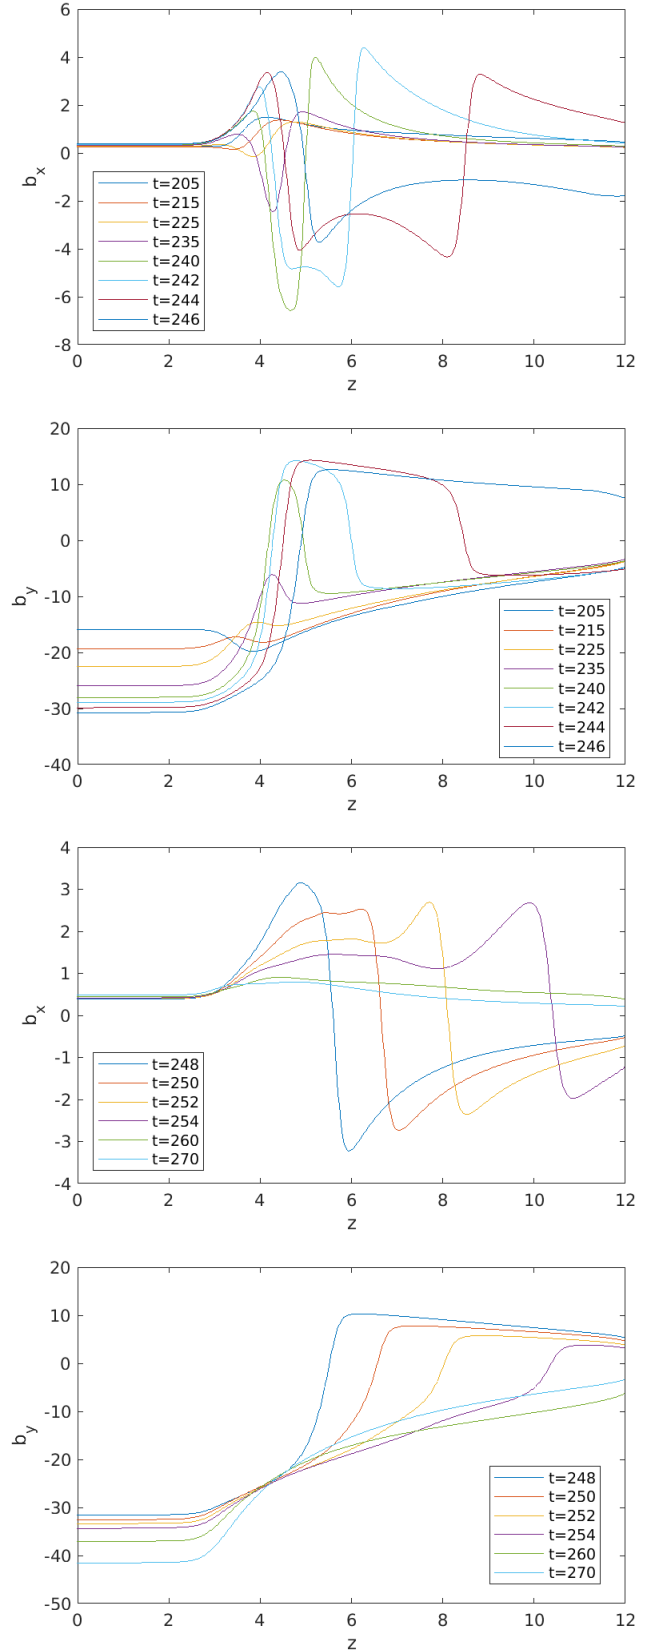 6
4
2
0
-2
-4
-6
-8
b_x
t=205
t=215
t=225
t=235
t=240
t=242
t=244
t=246
0 2 4 6 8 10 12
z
20
10
0
-10
-20
-30
-40
b_y
t=205
t=215
t=225
t=235
t=240
t=242
t=244
t=246
0 2 4 6 8 10 12
z
4
3
2
1
0
-1
-2
-3
-4
b_x
t=248
t=250
t=252
t=254
t=260
t=270
0 2 4 6 8 10 12
z
20
10
0
-10
-20
-30
-40
-50
b_y
t=248
t=250
t=252
t=254
t=260
t=270
0 2 4 6 8 10 12
z